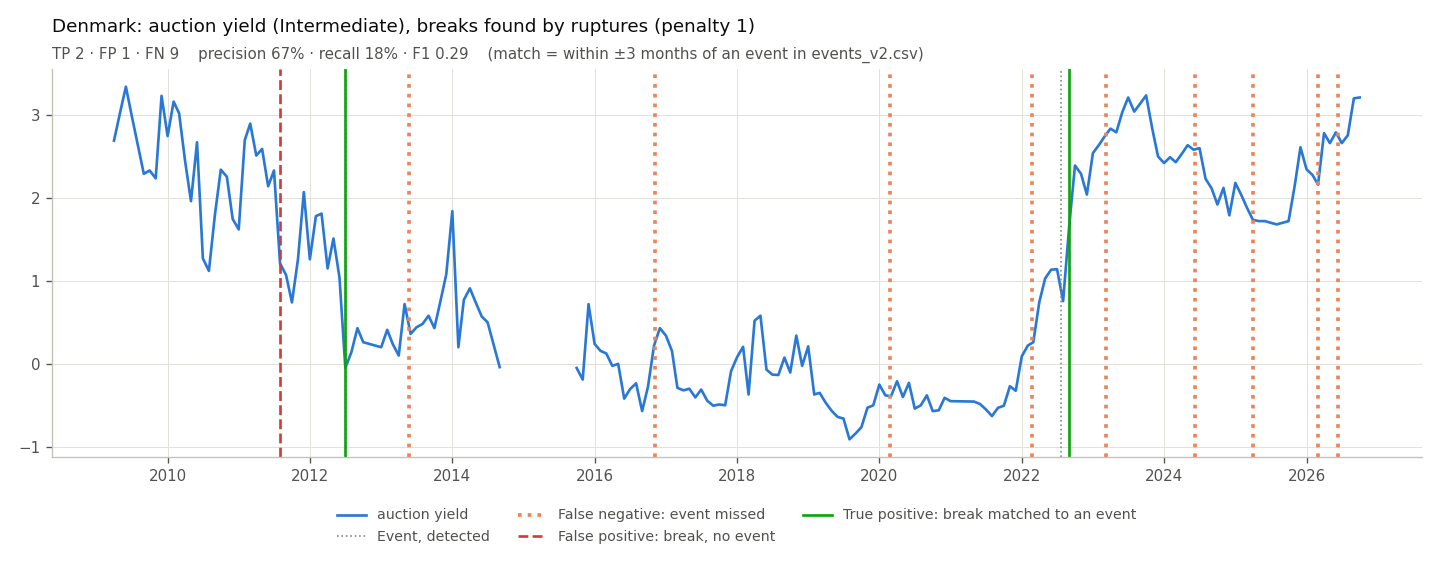 Denmark: auction yield (Intermediate), breaks found by ruptures (penalty 1)
TP 2 · FP 1 · FN 9    precision 67% · recall 18% · F1 0.29    (match = within ±3 months of an event in events_v2.csv)
3
2
1
0
−1
2010 2012 2014 2016 2018 2020 2022 2024 2026
auction yield
Event, detected
False negative: event missed
False positive: break, no event
True positive: break matched to an event